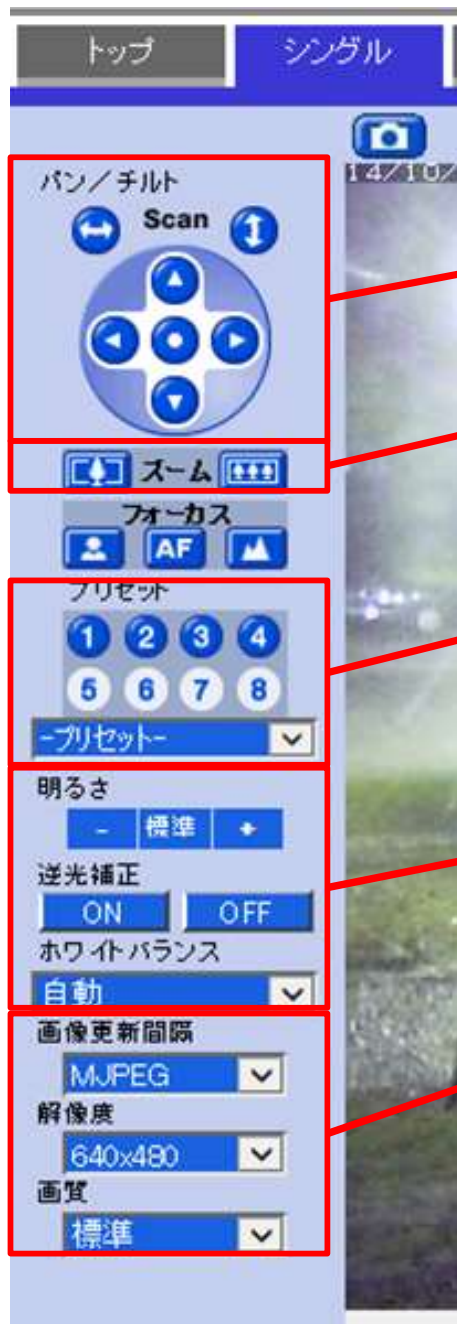 トップ
シングル
14/10/
パン／チルト
Scan
ズーム
フォーカス
AF
プリセット
1 2 3 4
5 6 7 8
-プリセット-
明るさ
- 標準 +
逆光補正
ON OFF
ホワイトバランス
自動
画像更新間隔
MJPEG
解像度
640x480
画質
標準